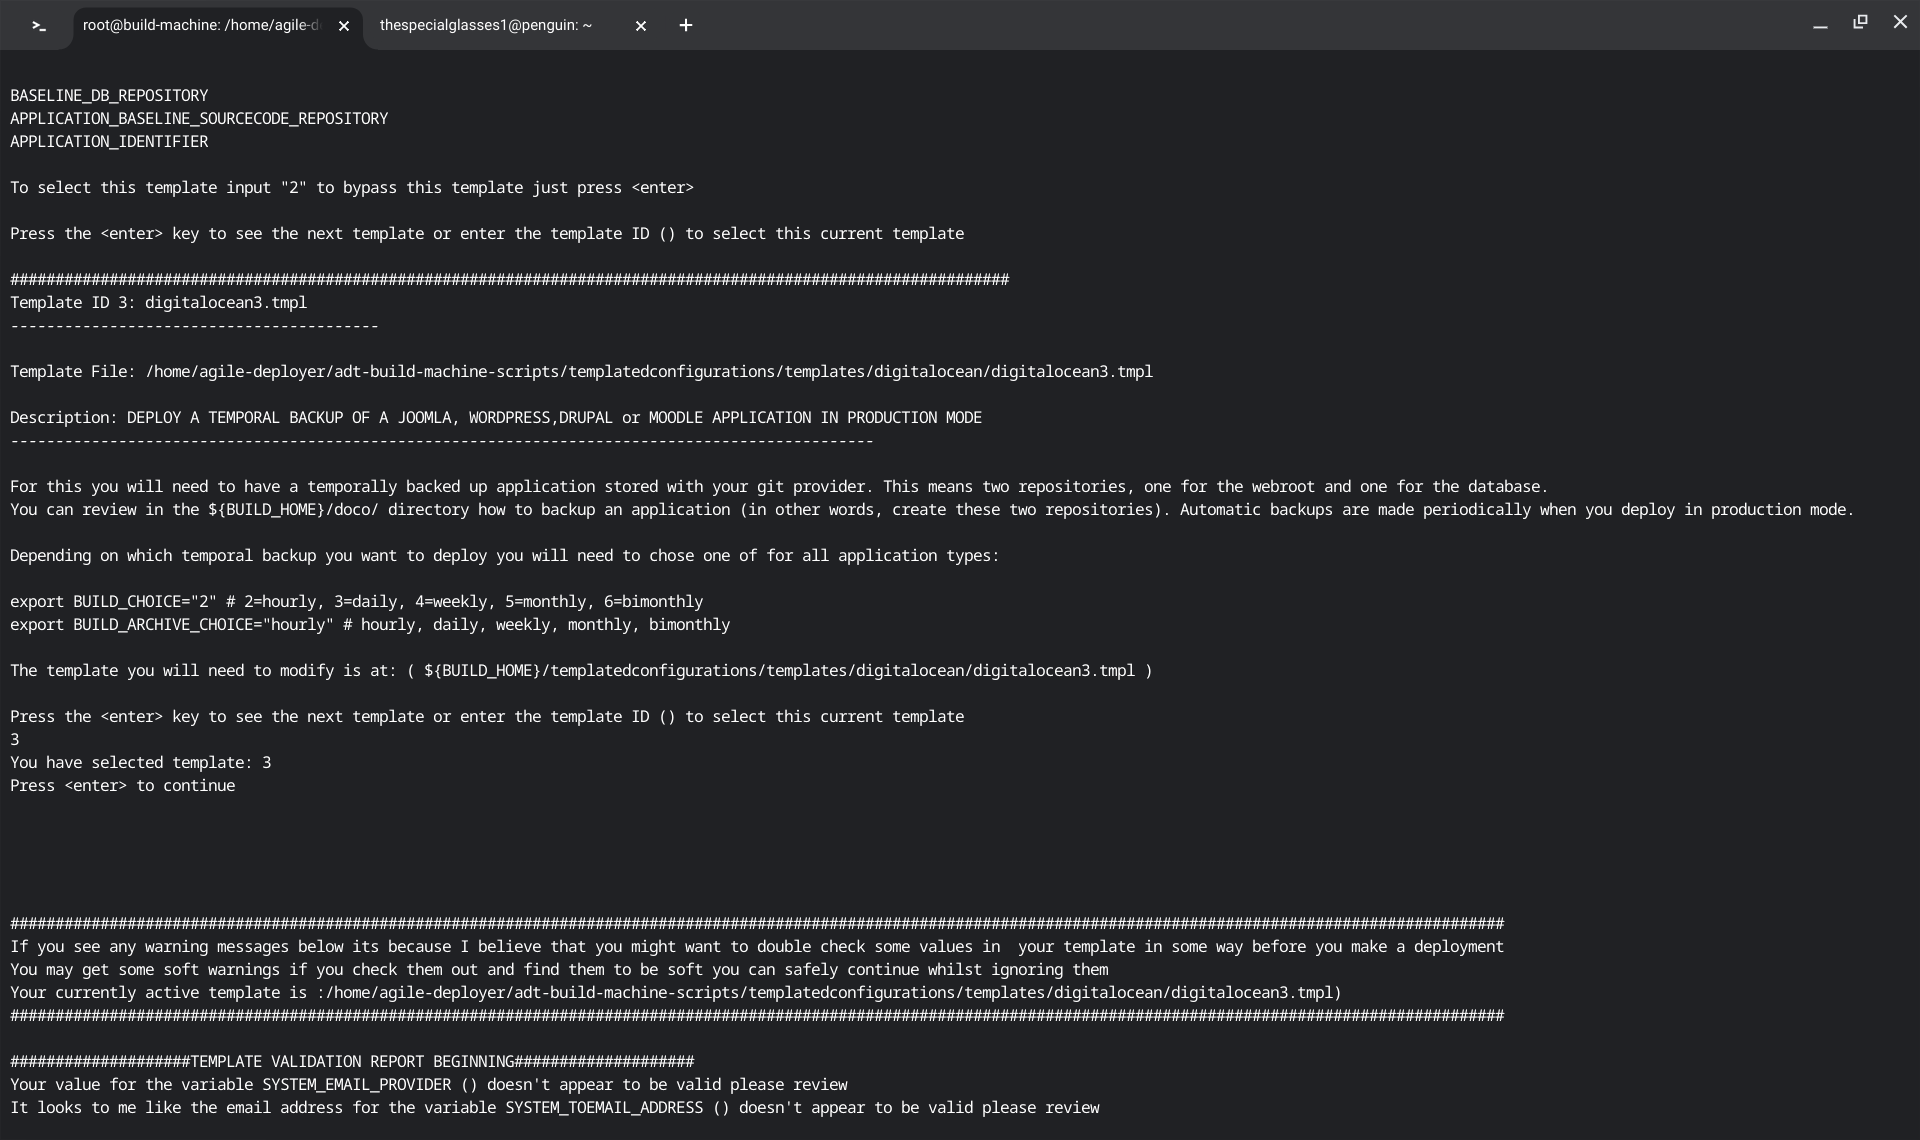 root@build-machine: /home/agile-d
thespecialglasses1@penguin: ~
BASELINE_DB_REPOSITORY
APPLICATION_BASELINE_SOURCECODE_REPOSITORY
APPLICATION_IDENTIFIER
To select this template input "2" to bypass this template just press <enter>
Press the <enter> key to see the next template or enter the template ID () to select this current template
###############################################################################################################
Template ID 3: digitalocean3.tmpl
-----------------------------------------
Template File: /home/agile-deployer/adt-build-machine-scripts/templatedconfigurations/templates/digitalocean/digitalocean3.tmpl
Description: DEPLOY A TEMPORAL BACKUP OF A JOOMLA, WORDPRESS,DRUPAL or MOODLE APPLICATION IN PRODUCTION MODE
------------------------------------------------------------------------------------------------
For this you will need to have a temporally backed up application stored with your git provider. This means two repositories, one for the webroot and one for the database.
You can review in the ${BUILD_HOME}/doco/ directory how to backup an application (in other words, create these two repositories). Automatic backups are made periodically when you deploy in production mode.
Depending on which temporal backup you want to deploy you will need to chose one of for all application types:
export BUILD_CHOICE="2" # 2=hourly, 3=daily, 4=weekly, 5=monthly, 6=bimonthly
export BUILD_ARCHIVE_CHOICE="hourly" # hourly, daily, weekly, monthly, bimonthly
The template you will need to modify is at: ( ${BUILD_HOME}/templatedconfigurations/templates/digitalocean/digitalocean3.tmpl )
Press the <enter> key to see the next template or enter the template ID () to select this current template
3
You have selected template: 3
Press <enter> to continue
######################################################################################################################################################################
If you see any warning messages below its because I believe that you might want to double check some values in  your template in some way before you make a deployment
You may get some soft warnings if you check them out and find them to be soft you can safely continue whilst ignoring them
Your currently active template is :/home/agile-deployer/adt-build-machine-scripts/templatedconfigurations/templates/digitalocean/digitalocean3.tmpl)
######################################################################################################################################################################
####################TEMPLATE VALIDATION REPORT BEGINNING####################
Your value for the variable SYSTEM_EMAIL_PROVIDER () doesn't appear to be valid please review
It looks to me like the email address for the variable SYSTEM_TOEMAIL_ADDRESS () doesn't appear to be valid please review